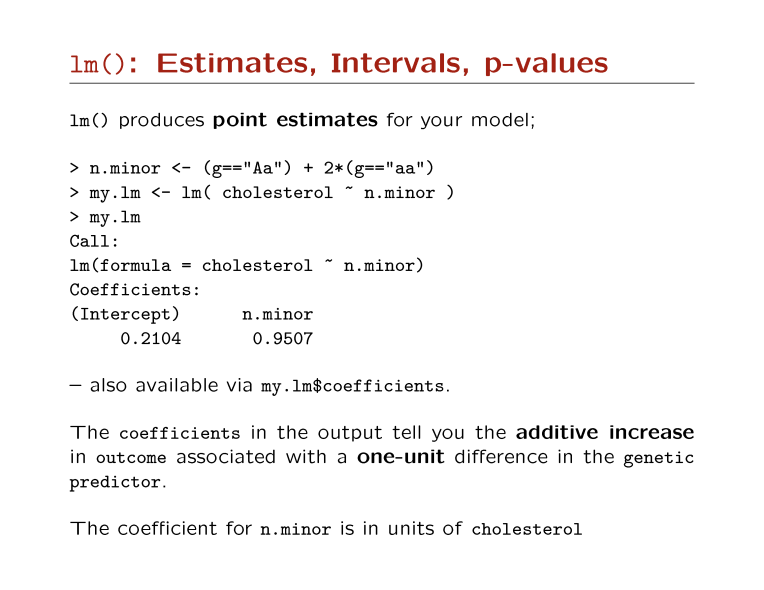 lm(): Estimates, Intervals, p-values
lm() produces point estimates for your model;
> n.minor <- (g=="Aa") + 2*(g=="aa")
> my.lm <- lm( cholesterol ~ n.minor )
> my.lm
Call:
lm(formula = cholesterol ~ n.minor)
Coefficients:
(Intercept)      n.minor
     0.2104       0.9507
– also available via my.lm$coefficients.
The coefficients in the output tell you the additive increase
in outcome associated with a one-unit difference in the genetic
predictor.
The coefficient for n.minor is in units of cholesterol